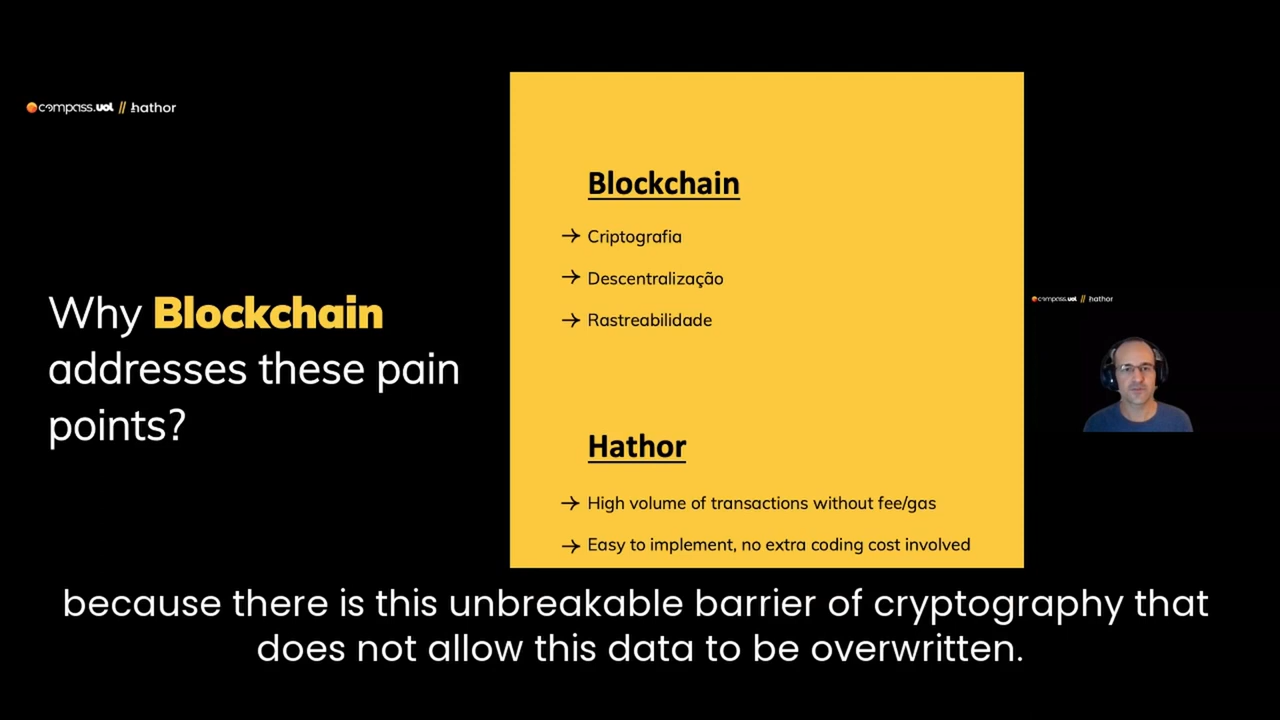 compass.uol // hathor
Why Blockchain
addresses these pain
points?
Blockchain
→ Criptografia
→ Descentralização
→ Rastreabilidade
Hathor
→ High volume of transactions without fee/gas
→ Easy to implement, no extra coding cost involved
compass.uol // hathor
because there is this unbreakable barrier of cryptography that
does not allow this data to be overwritten.